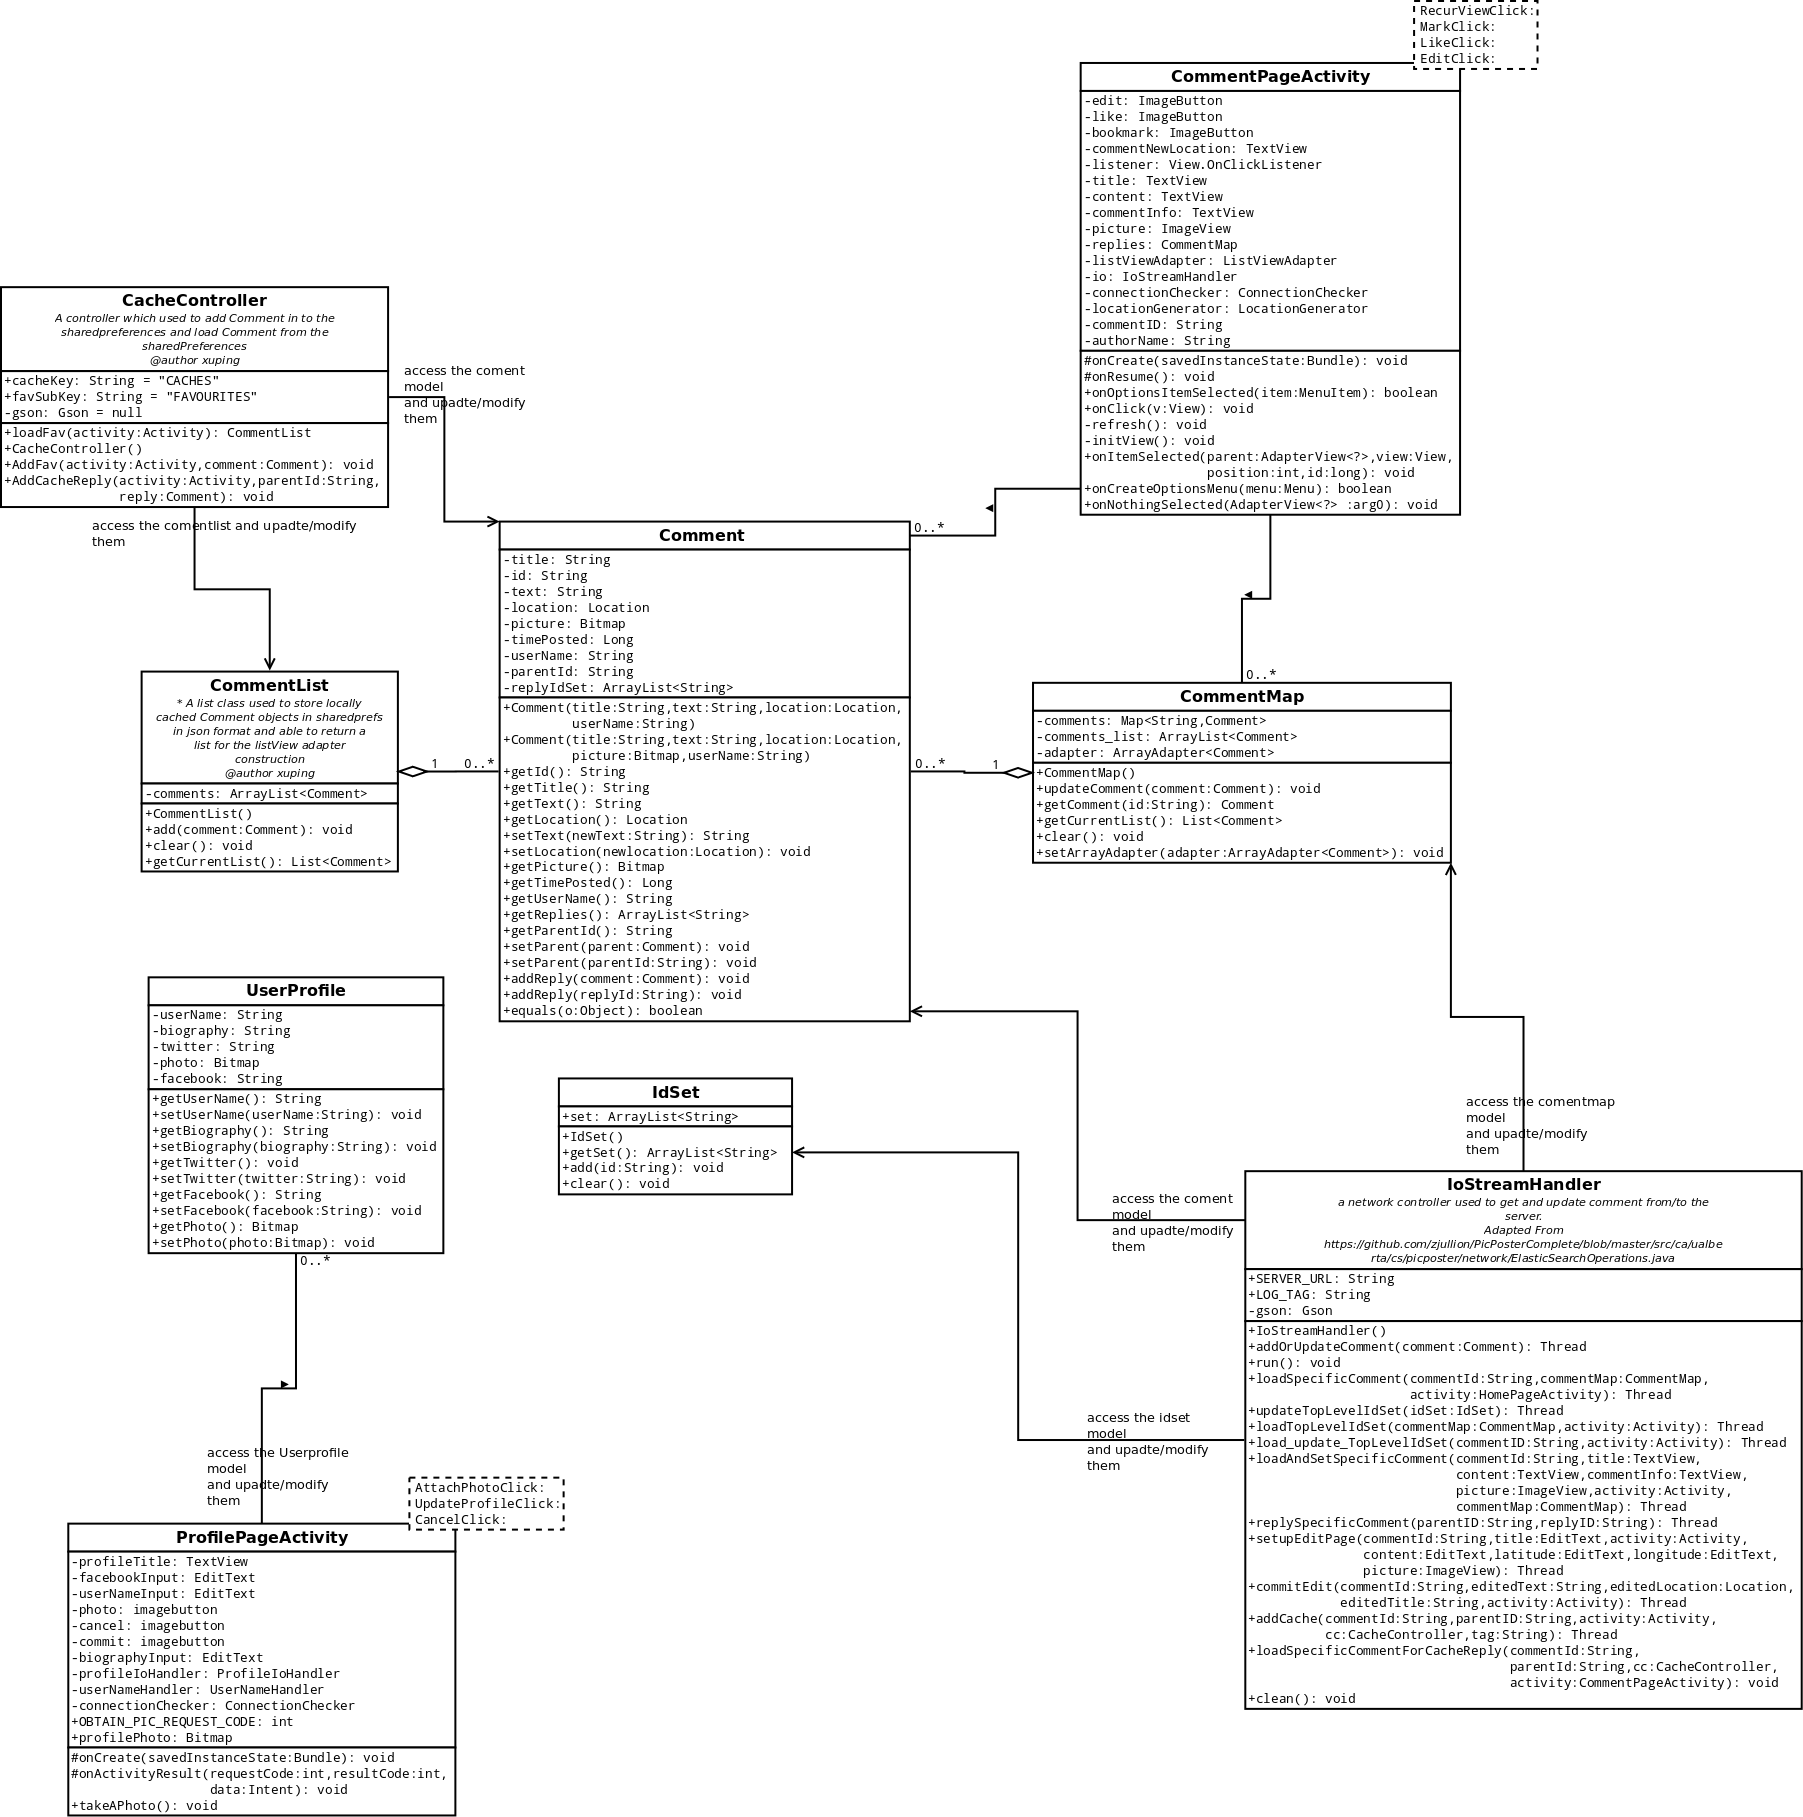 RecurViewClick:
MarkClick:
LikeClick:
EditClick:
CommentPageActivity
-edit: ImageButton
-like: ImageButton
-bookmark: ImageButton
-commentNewLocation: TextView
-listener: View.OnClickListener
-title: TextView
-content: TextView
-commentInfo: TextView
-picture: ImageView
-replies: CommentMap
-listViewAdapter: ListViewAdapter
-io: IoStreamHandler
-connectionChecker: ConnectionChecker
-locationGenerator: LocationGenerator
-commentID: String
-authorName: String
#onCreate(savedInstanceState:Bundle): void
#onResume(): void
+onOptionsItemSelected(item:MenuItem): boolean
+onClick(v:View): void
-refresh(): void
-initView(): void
+onItemSelected(parent:AdapterView<?>,view:View,
position:int,id:long): void
+onCreateOptionsMenu(menu:Menu): boolean
+onNothingSelected(AdapterView<?> :arg0): void
CacheController
A controller which used to add Comment in to the
sharedpreferences and load Comment from the
sharedPreferences
@author xuping
+cacheKey: String = "CACHES"
+favSubKey: String = "FAVOURITES"
-gson: Gson = null
+loadFav(activity:Activity): CommentList
+CacheController()
+AddFav(activity:Activity,comment:Comment): void
+AddCacheReply(activity:Activity,parentId:String,
reply:Comment): void
access the coment
model
and upadte/modify
them
access the comentlist and upadte/modify
them
Comment
-title: String
-id: String
-text: String
-location: Location
-picture: Bitmap
-timePosted: Long
-userName: String
-parentId: String
-replyIdSet: ArrayList<String>
+Comment(title:String,text:String,location:Location,
userName:String)
+Comment(title:String,text:String,location:Location,
picture:Bitmap,userName:String)
+getId(): String
+getTitle(): String
+getText(): String
+getLocation(): Location
+setText(newText:String): String
+setLocation(newlocation:Location): void
+getPicture(): Bitmap
+getTimePosted(): Long
+getUserName(): String
+getReplies(): ArrayList<String>
+getParentId(): String
+setParent(parent:Comment): void
+setParent(parentId:String): void
+addReply(comment:Comment): void
+addReply(replyId:String): void
+equals(o:Object): boolean
0..*
0..*
CommentList
* A list class used to store locally
cached Comment objects in sharedprefs
in json format and able to return a
list for the listView adapter
construction
@author xuping
-comments: ArrayList<Comment>
+CommentList()
+add(comment:Comment): void
+clear(): void
+getCurrentList(): List<Comment>
1 0..*
0..* 1
CommentMap
-comments: Map<String,Comment>
-comments_list: ArrayList<Comment>
-adapter: ArrayAdapter<Comment>
+CommentMap()
+updateComment(comment:Comment): void
+getComment(id:String): Comment
+getCurrentList(): List<Comment>
+clear(): void
+setArrayAdapter(adapter:ArrayAdapter<Comment>): void
UserProfile
-userName: String
-biography: String
-twitter: String
-photo: Bitmap
-facebook: String
+getUserName(): String
+setUserName(userName:String): void
+getBiography(): String
+setBiography(biography:String): void
+getTwitter(): void
+setTwitter(twitter:String): void
+getFacebook(): String
+setFacebook(facebook:String): void
+getPhoto(): Bitmap
+setPhoto(photo:Bitmap): void
0..*
IdSet
+set: ArrayList<String>
+IdSet()
+getSet(): ArrayList<String>
+add(id:String): void
+clear(): void
access the comentmap
model
and upadte/modify
them
access the coment
model
and upadte/modify
them
access the idset
model
and upadte/modify
them
IoStreamHandler
a network controller used to get and update comment from/to the
server.
Adapted From
https://github.com/zjullion/PicPosterComplete/blob/master/src/ca/ualbe
rta/cs/picposter/network/ElasticSearchOperations.java
+SERVER_URL: String
+LOG_TAG: String
-gson: Gson
+IoStreamHandler()
+addOrUpdateComment(comment:Comment): Thread
+run(): void
+loadSpecificComment(commentId:String,commentMap:CommentMap,
activity:HomePageActivity): Thread
+updateTopLevelIdSet(idSet:IdSet): Thread
+loadTopLevelIdSet(commentMap:CommentMap,activity:Activity): Thread
+load_update_TopLevelIdSet(commentID:String,activity:Activity): Thread
+loadAndSetSpecificComment(commentId:String,title:TextView,
content:TextView,commentInfo:TextView,
picture:ImageView,activity:Activity,
commentMap:CommentMap): Thread
+replySpecificComment(parentID:String,replyID:String): Thread
+setupEditPage(commentId:String,title:EditText,activity:Activity,
content:EditText,latitude:EditText,longitude:EditText,
picture:ImageView): Thread
+commitEdit(commentId:String,editedText:String,editedLocation:Location,
editedTitle:String,activity:Activity): Thread
+addCache(commentId:String,parentID:String,activity:Activity,
cc:CacheController,tag:String): Thread
+loadSpecificCommentForCacheReply(commentId:String,
parentId:String,cc:CacheController,
activity:CommentPageActivity): void
+clean(): void
access the Userprofile
model
and upadte/modify
them
AttachPhotoClick:
UpdateProfileClick:
CancelClick:
ProfilePageActivity
-profileTitle: TextView
-facebookInput: EditText
-userNameInput: EditText
-photo: imagebutton
-cancel: imagebutton
-commit: imagebutton
-biographyInput: EditText
-profileIoHandler: ProfileIoHandler
-userNameHandler: UserNameHandler
-connectionChecker: ConnectionChecker
+OBTAIN_PIC_REQUEST_CODE: int
+profilePhoto: Bitmap
#onCreate(savedInstanceState:Bundle): void
#onActivityResult(requestCode:int,resultCode:int,
data:Intent): void
+takeAPhoto(): void